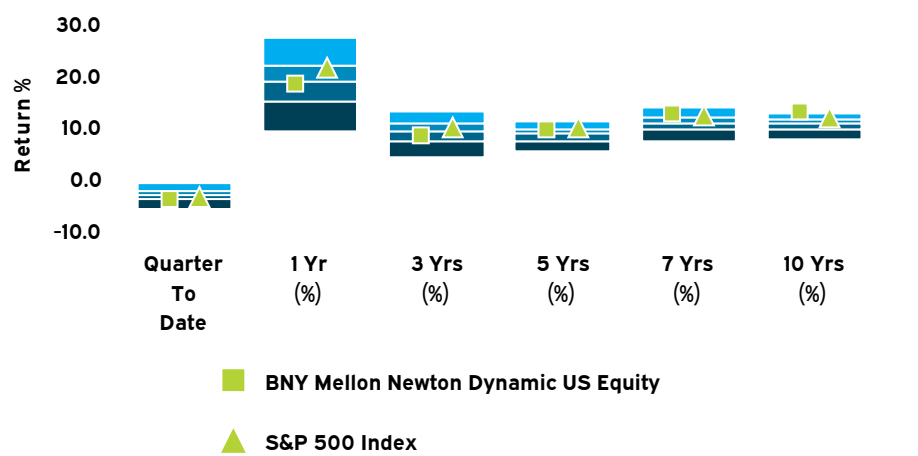 30.0
20.0
10.0
0.0
-10.0
Return %
Quarter
To
Date
1 Yr
(%)
3 Yrs
(%)
5 Yrs
(%)
7 Yrs
(%)
10 Yrs
(%)
BNY Mellon Newton Dynamic US Equity
S&P 500 Index